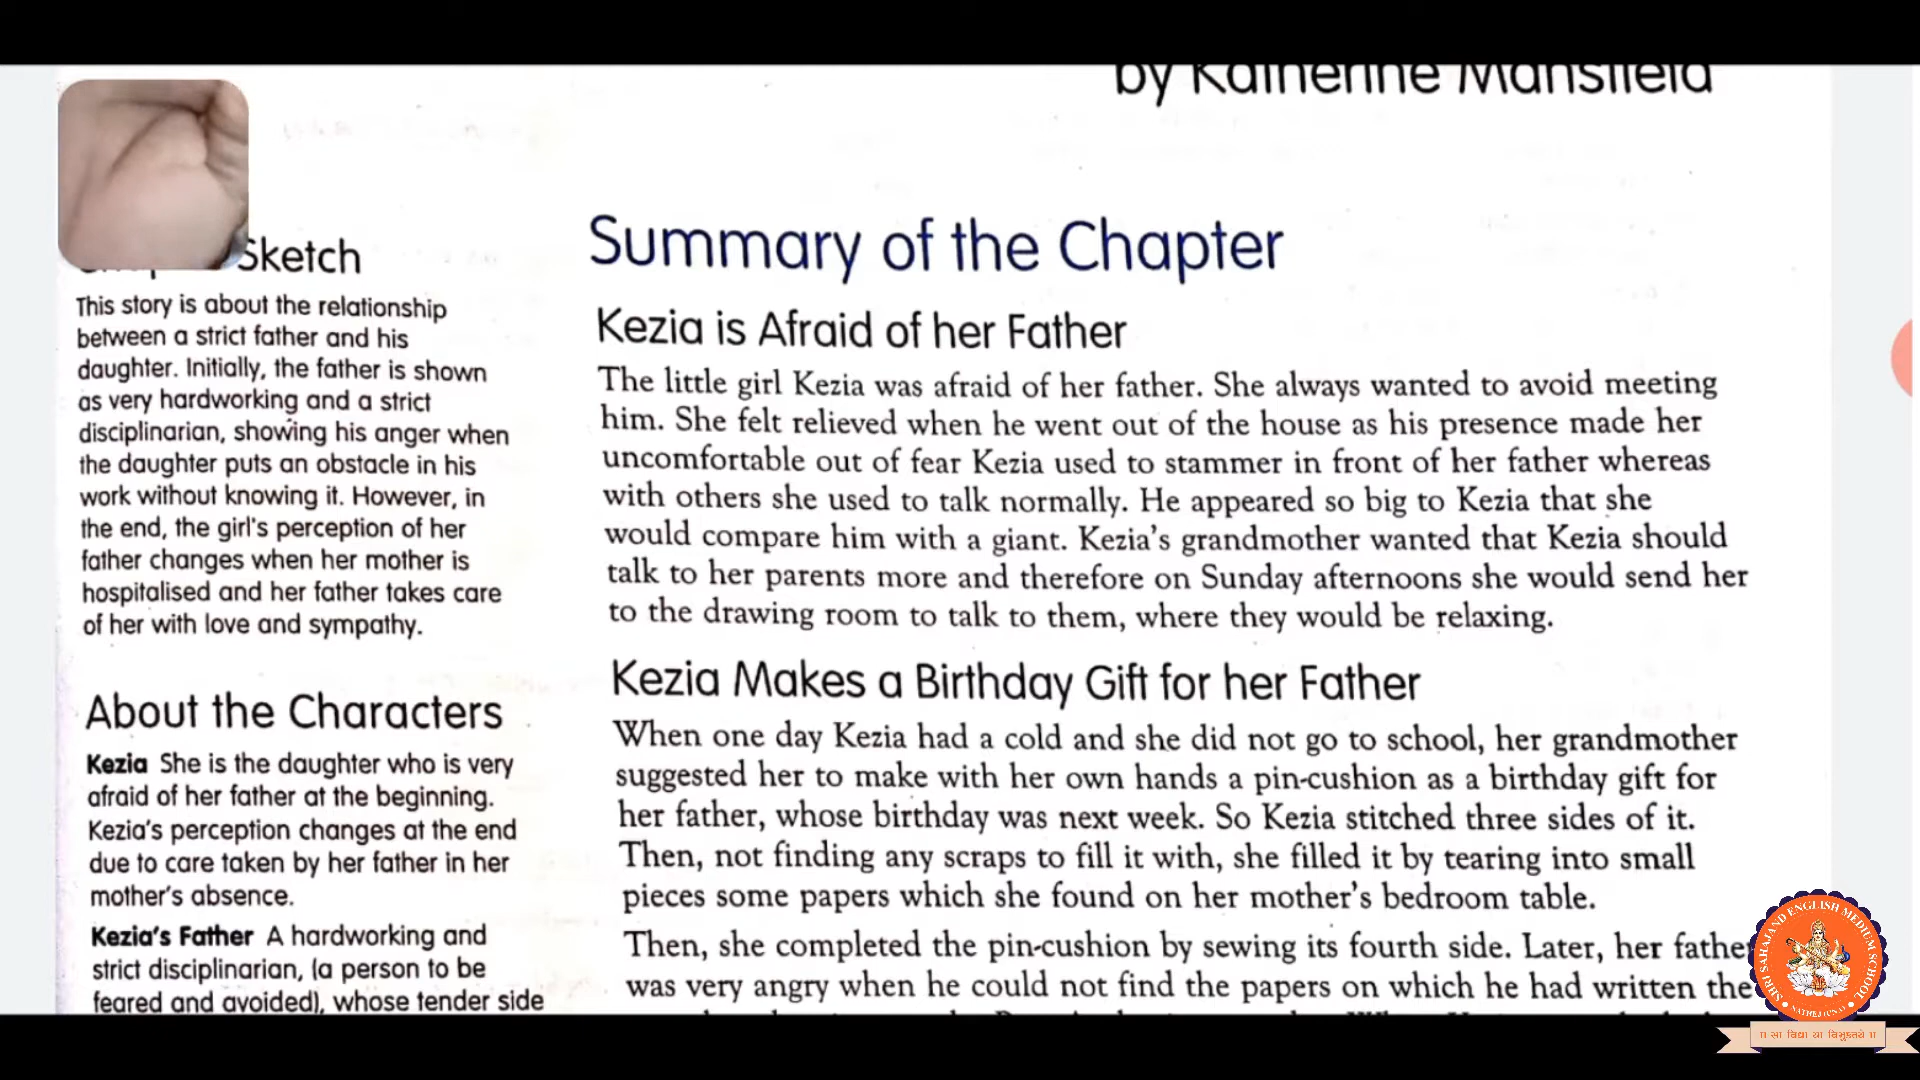 by Katherine Mansfield
Sketch
This story is about the relationship
between a strict father and his
daughter. Initially, the father is shown
as very hardworking and a strict
disciplinarian, showing his anger when
the daughter puts an obstacle in his
work without knowing it. However, in
the end, the girl's perception of her
father changes when her mother is
hospitalised and her father takes care
of her with love and sympathy.
About the Characters
Kezia She is the daughter who is very
afraid of her father at the beginning.
Kezia's perception changes at the end
due to care taken by her father in her
mother's absence.
Kezia's Father A hardworking and
strict disciplinarian, (a person to be
feared and avoided), whose tender side
Summary of the Chapter
Kezia is Afraid of her Father
The little girl Kezia was afraid of her father. She always wanted to avoid meeting
him. She felt relieved when he went out of the house as his presence made her
uncomfortable out of fear Kezia used to stammer in front of her father whereas
with others she used to talk normally. He appeared so big to Kezia that she
would compare him with a giant. Kezia's grandmother wanted that Kezia should
talk to her parents more and therefore on Sunday afternoons she would send her
to the drawing room to talk to them, where they would be relaxing.
Kezia Makes a Birthday Gift for her Father
When one day Kezia had a cold and she did not go to school, her grandmother
suggested her to make with her own hands a pin-cushion as a birthday gift for
her father, whose birthday was next week. So Kezia stitched three sides of it.
Then, not finding any scraps to fill it with, she filled it by tearing into small
pieces some papers which she found on her mother's bedroom table.
Then, she completed the pin-cushion by sewing its fourth side. Later, her father
was very angry when he could not find the papers on which he had written the
SHRI SAHAJANAND ENGLISH MEDIUM SCHOOL
॥ सा विद्या या विमुक्तये ॥